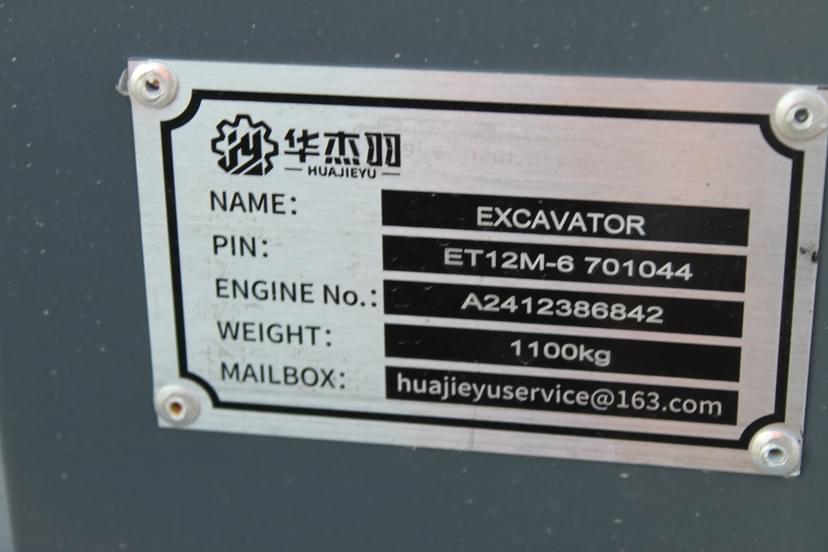 华杰羽
HUAJIEYU
NAME: EXCAVATOR
PIN: ET12M-6 701044
ENGINE No.: A2412386842
WEIGHT: 1100kg
MAILBOX: huajieyuservice@163.com